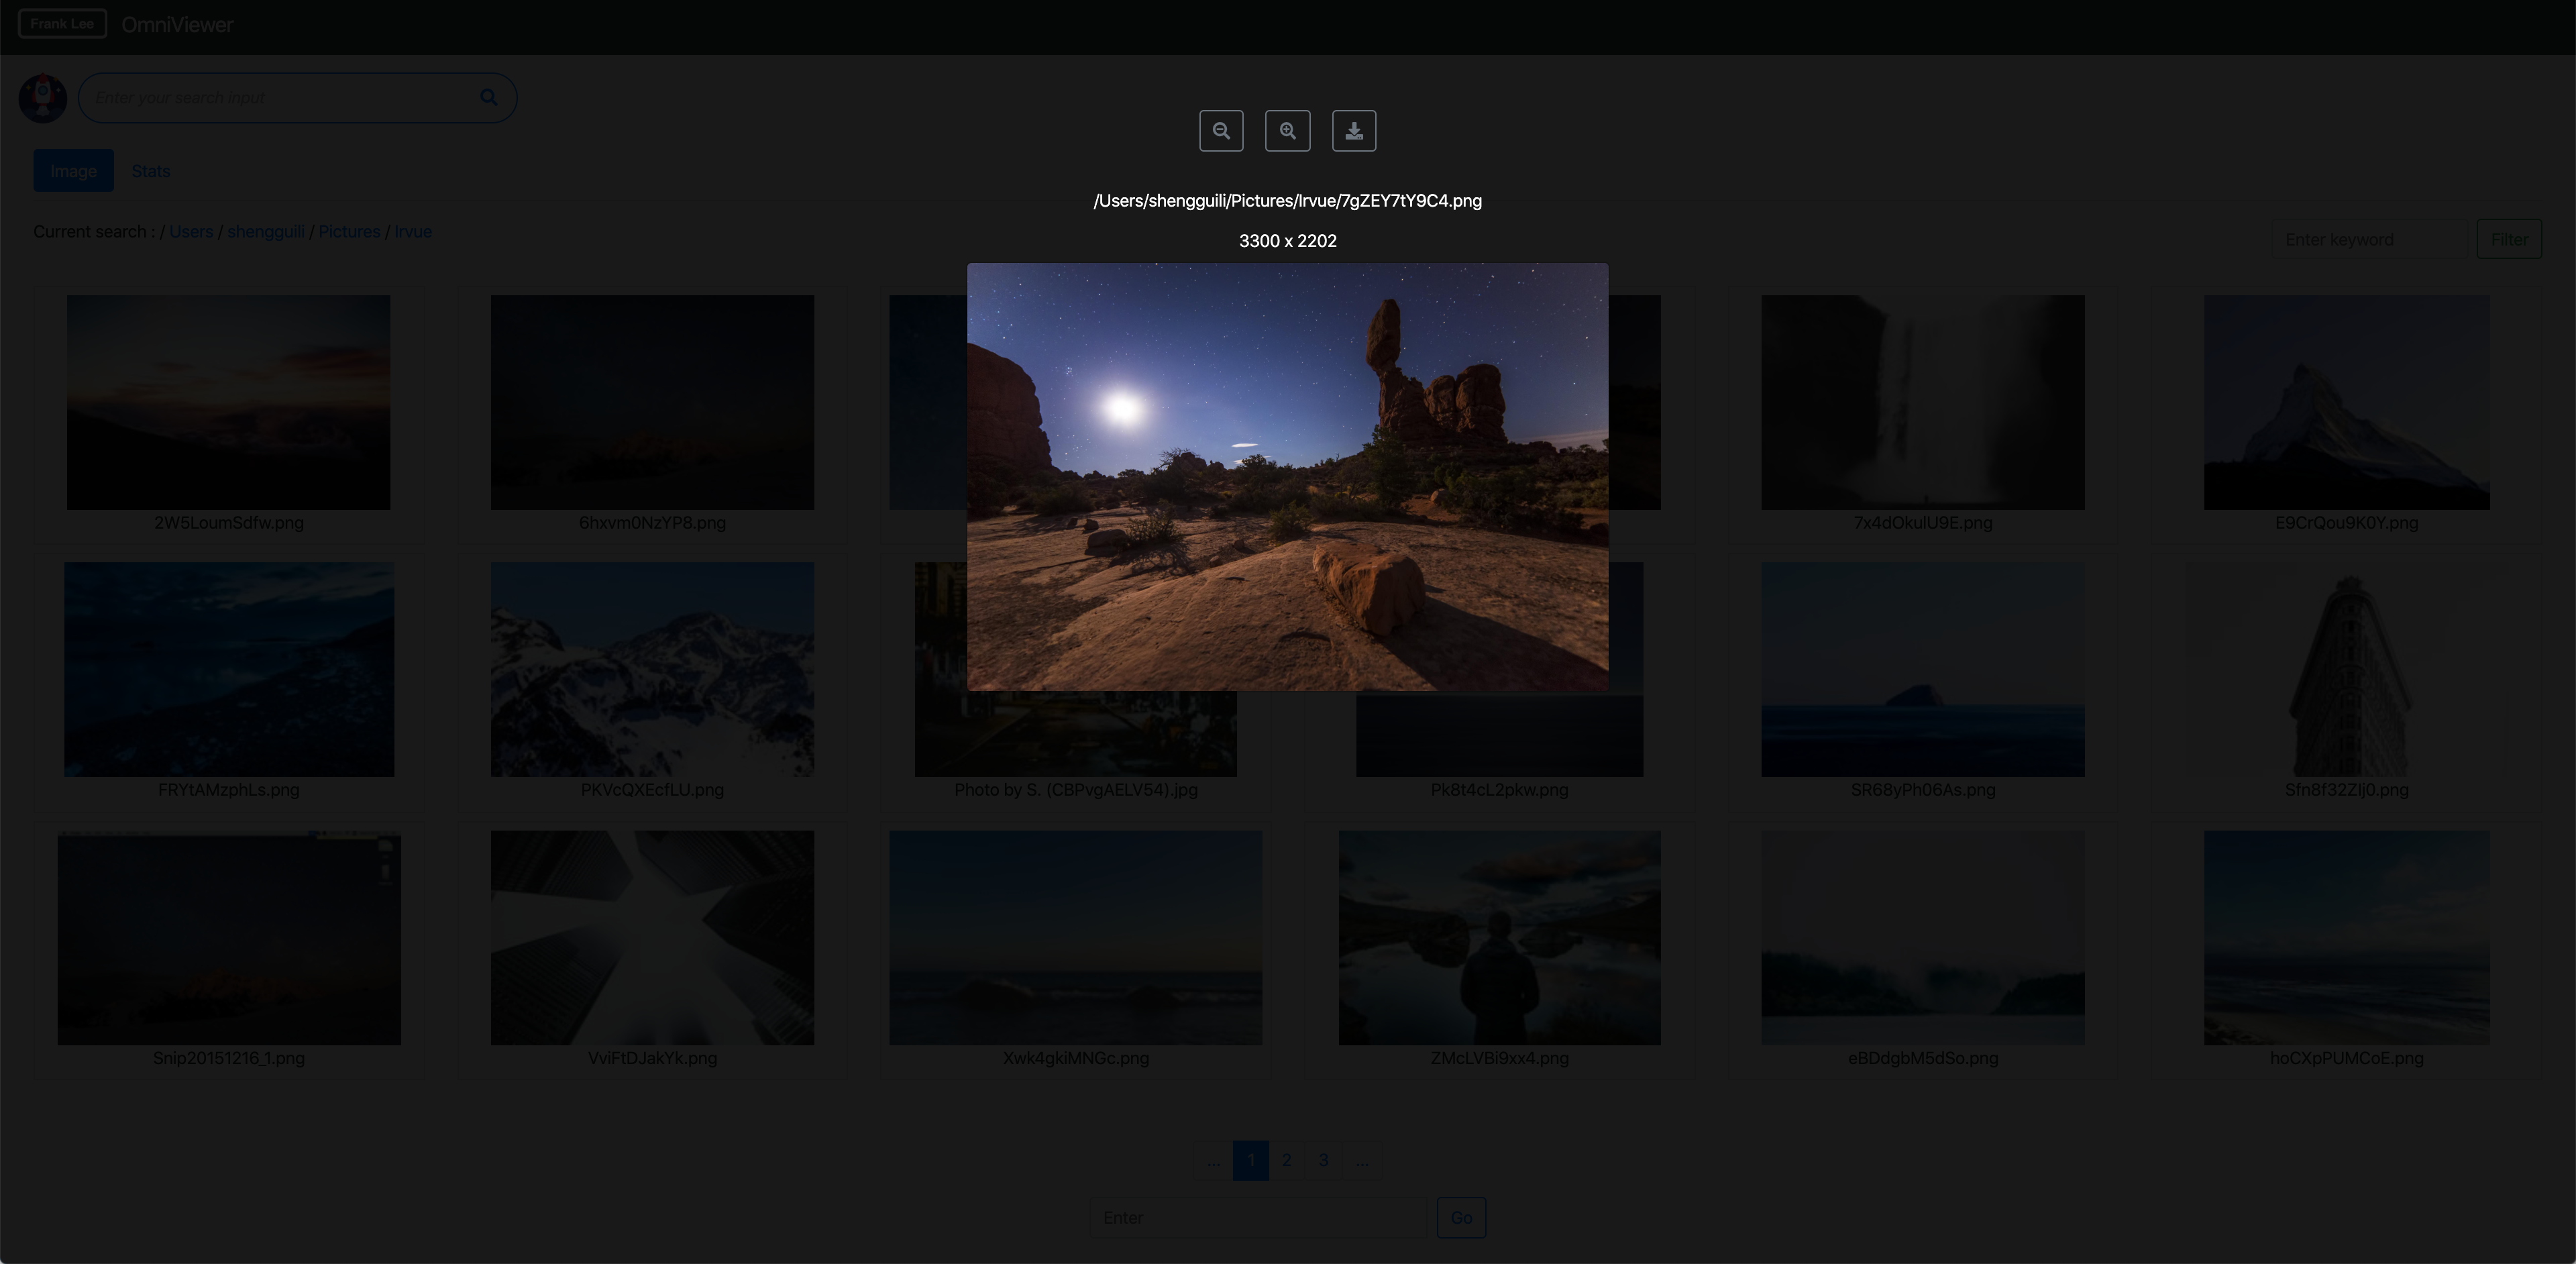 Frank Lee OmniViewer
Enter your search input
Image Stats
/Users/shengguili/Pictures/Irvue/7gZEY7tY9C4.png
Current search : / Users / shengguili / Pictures / Irvue
Enter keyword Filter
3300 x 2202
2W5LoumSdfw.png 6hxvm0NzYP8.png 7x4dOkulU9E.png E9CrQou9K0Y.png
FRYtAMzphLs.png PKVcQXEcfLU.png Photo by S. (CBPvgAELV54).jpg Pk8t4cL2pkw.png SR68yPh06As.png Sfn8f32ZIj0.png
Snip20151216_1.png VviFtDJakYk.png Xwk4gkiMNGc.png ZMcLVBi9xx4.png eBDdgbM5dSo.png hoCXpPUMCoE.png
... 1 2 3 ...
Enter Go